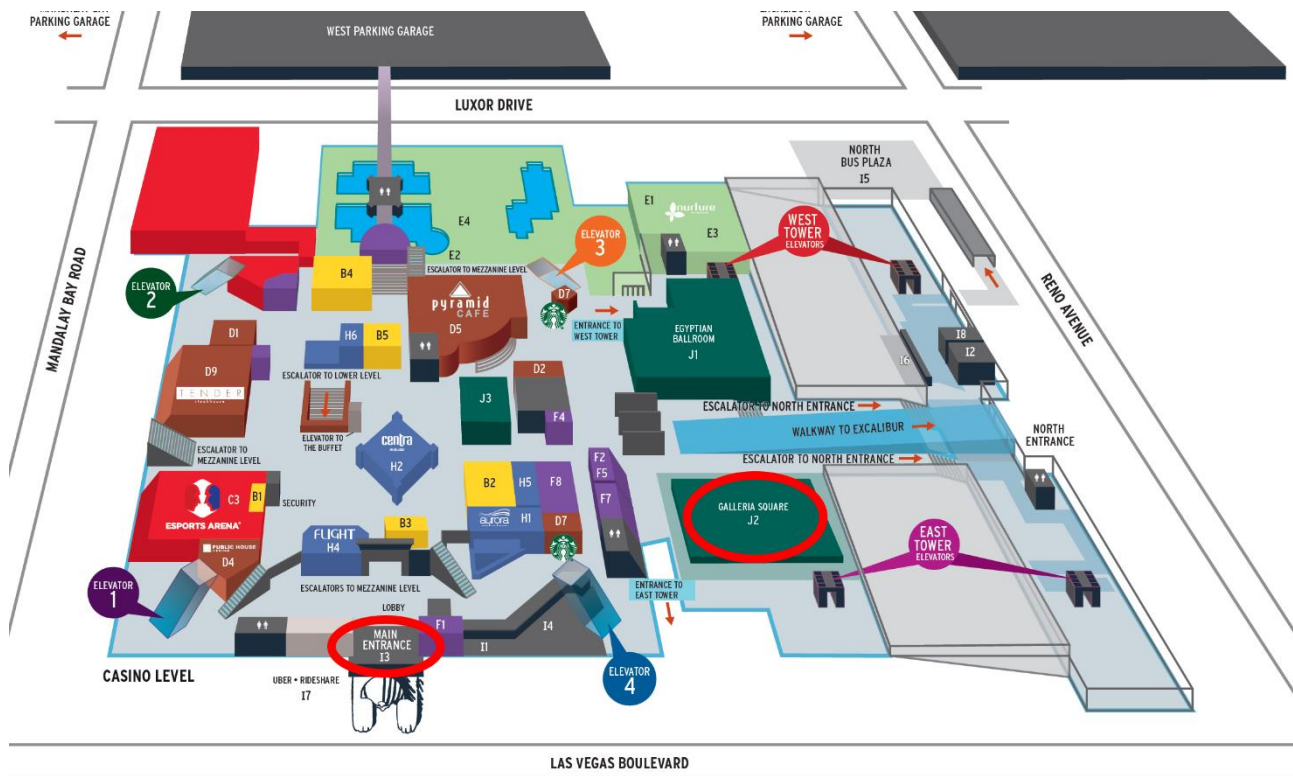 PARKING GARAGE
PARKING GARAGE
WEST PARKING GARAGE
LUXOR DRIVE
MANDALAY BAY ROAD
RENO AVENUE
NORTH
BUS PLAZA
I5
E1
nurture
E3
E4
E2
WEST
TOWER
ELEVATORS
ELEVATOR
3
ELEVATOR
2
ESCALATOR TO MEZZANINE LEVEL
B4
pyramid
CAFE
D5
D7
ENTRANCE TO
WEST TOWER
EGYPTIAN
BALLROOM
J1
I6
I8
I2
D1
H6
B5
D9
TENDER
steakhouse
ESCALATOR TO LOWER LEVEL
D2
J3
F4
ELEVATOR TO
THE BUFFET
centra
H2
ESCALATOR TO
MEZZANINE LEVEL
ESCALATOR TO NORTH ENTRANCE
WALKWAY TO EXCALIBUR
ESCALATOR TO NORTH ENTRANCE
NORTH
ENTRANCE
F2
F5
F7
B2
H5
F8
aurora
H1
D7
C3
B1
SECURITY
ESPORTS ARENA
PUBLIC HOUSE
D4
FLIGHT
H4
B3
GALLERIA SQUARE
J2
EAST
TOWER
ELEVATORS
ELEVATOR
1
ESCALATORS TO MEZZANINE LEVEL
ENTRANCE TO
EAST TOWER
LOBBY
MAIN
ENTRANCE
I3
F1
I1
I4
ELEVATOR
4
CASINO LEVEL
UBER • RIDESHARE
I7
LAS VEGAS BOULEVARD